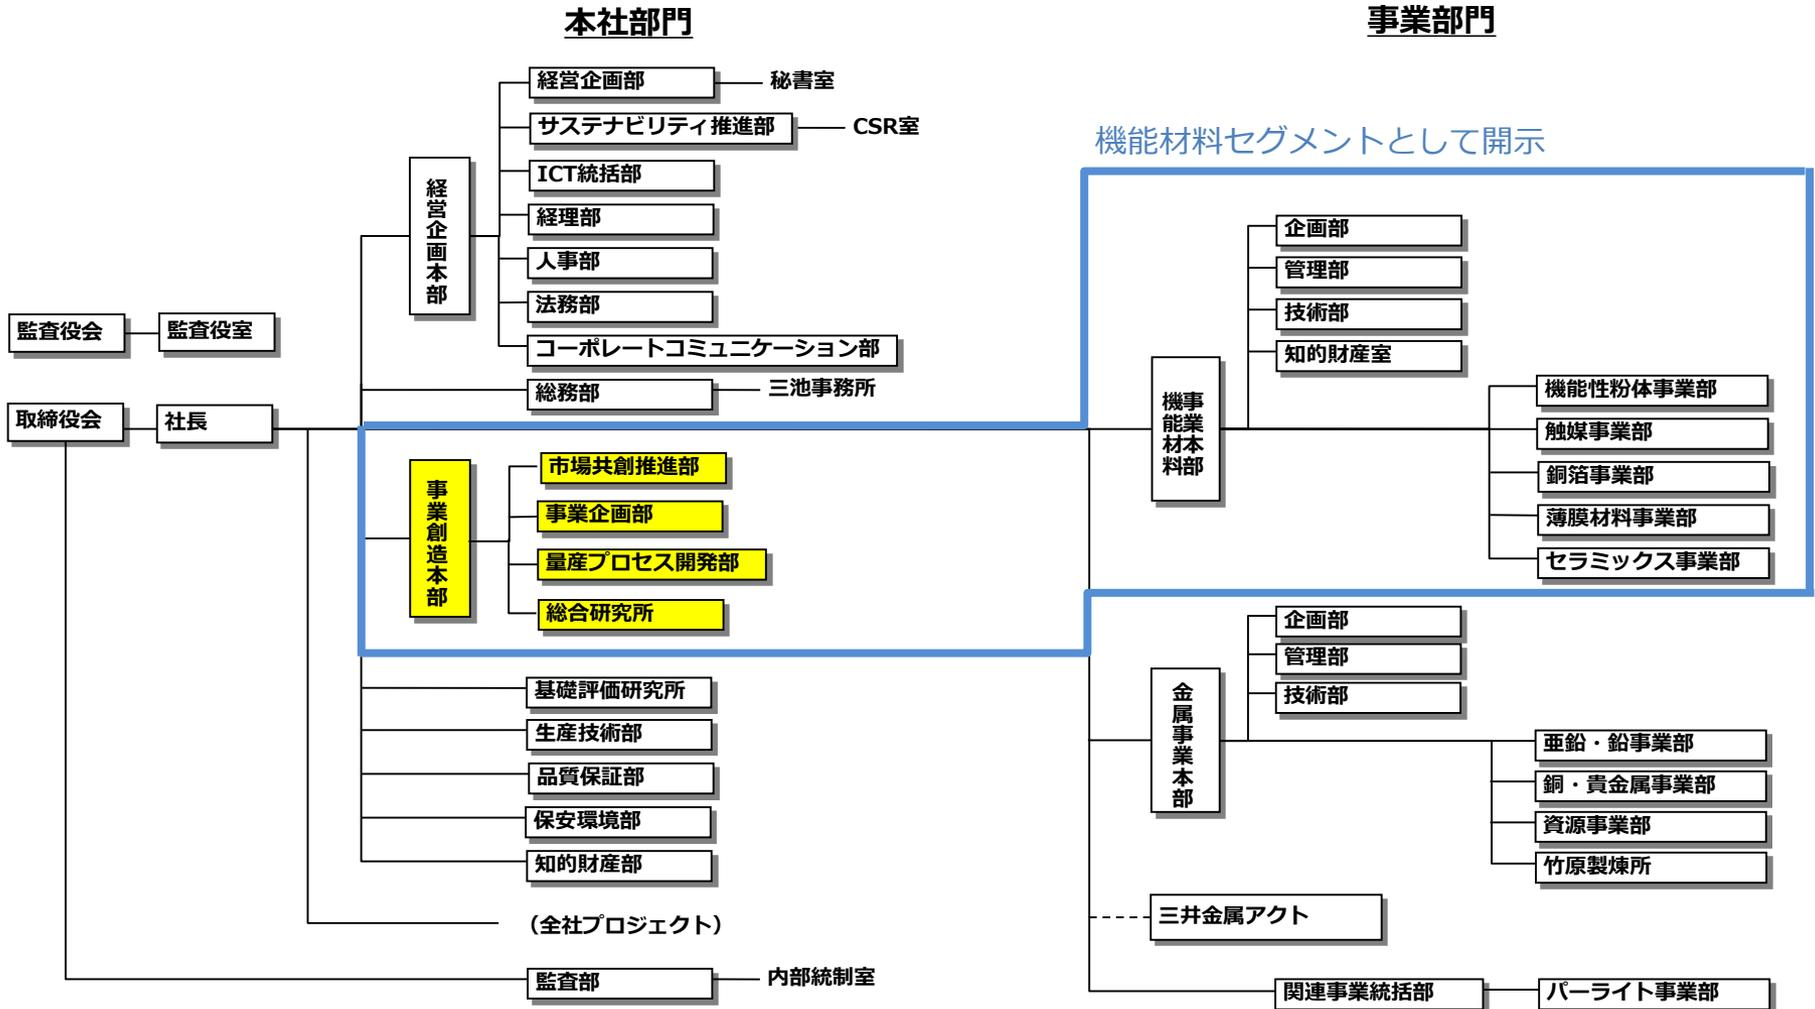 本社部門
事業部門
経営企画部
秘書室
サステナビリティ推進部
CSR室
ICT統括部
経理部
人事部
法務部
コーポレートコミュニケーション部
経営企画本部
総務部
三池事務所
監査役会
監査役室
取締役会
社長
事業創造本部
市場共創推進部
事業企画部
量産プロセス開発部
総合研究所
基礎評価研究所
生産技術部
品質保証部
保安環境部
知的財産部
（全社プロジェクト）
監査部
内部統制室
機能材料セグメントとして開示
企画部
管理部
技術部
知的財産室
機能材料
事業本部
機能性粉体事業部
触媒事業部
銅箔事業部
薄膜材料事業部
セラミックス事業部
企画部
管理部
技術部
金属事業本部
亜鉛・鉛事業部
銅・貴金属事業部
資源事業部
竹原製煉所
三井金属アクト
関連事業統括部
パーライト事業部